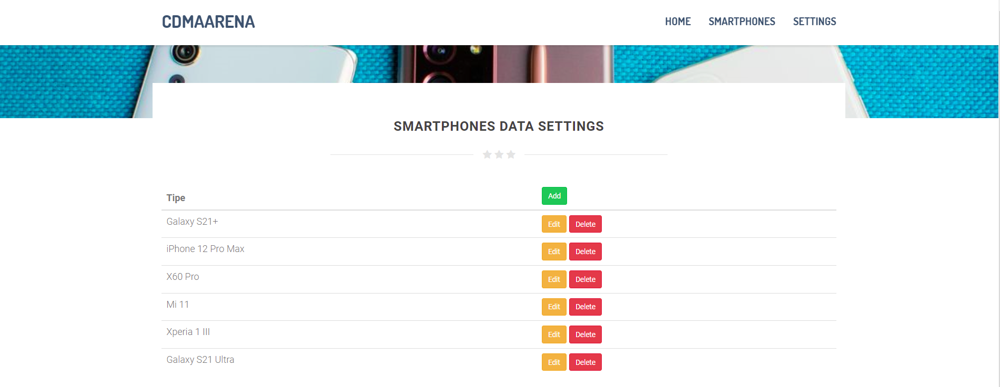 CDMAARENA
HOME SMARTPHONES SETTINGS
SMARTPHONES DATA SETTINGS
Tipe Add
Galaxy S21+ Edit Delete
iPhone 12 Pro Max Edit Delete
X60 Pro Edit Delete
Mi 11 Edit Delete
Xperia 1 III Edit Delete
Galaxy S21 Ultra Edit Delete